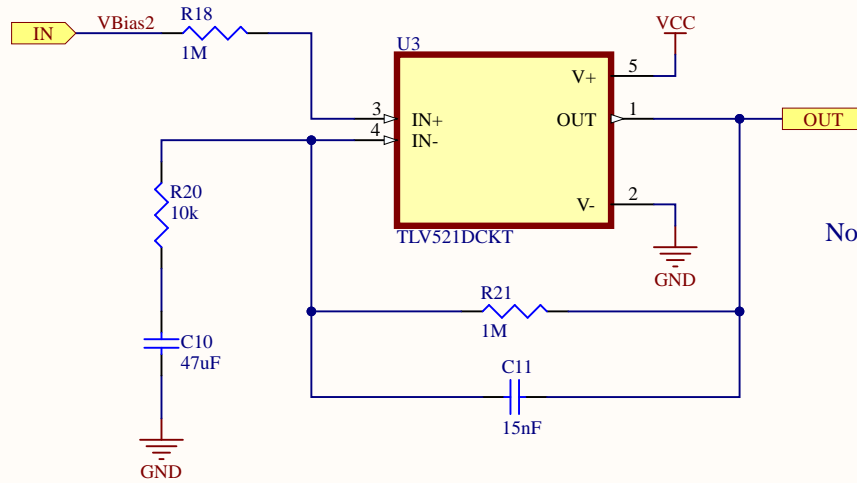 IN
VBias2
R18
1M
U3
VCC
V+
5
3
IN+
OUT
1
OUT
4
IN-
V-
2
TLV521DCKT
GND
No
R20
10k
R21
1M
C10
47uF
C11
15nF
GND